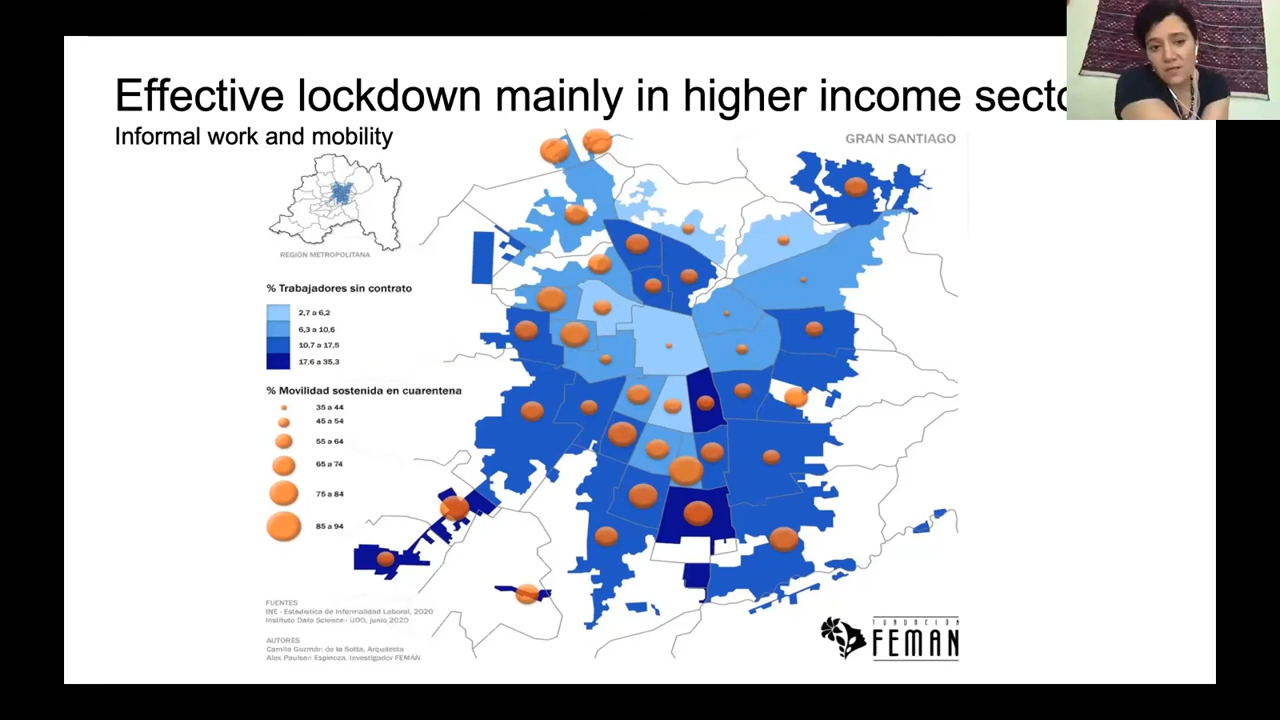 Effective lockdown mainly in higher income secto
Informal work and mobility
GRAN SANTIAGO
REGIÓN METROPOLITANA
% Trabajadores sin contrato
2,7 a 6,2
6,3 a 10,6
10,7 a 17,5
17,6 a 35,3
% Movilidad sostenida en cuarentena
35 a 44
45 a 54
55 a 64
65 a 74
75 a 84
85 a 94
FUENTES
INE - Estadística de Informalidad Laboral, 2020
Instituto Data Science - UDD, junio 2020
AUTORES
Camila Guzmán de la Sotta, Arquitecta
Alex Paulsen Espinoza, Investigador FEMAN
FUNDACIÓN
FEMAN